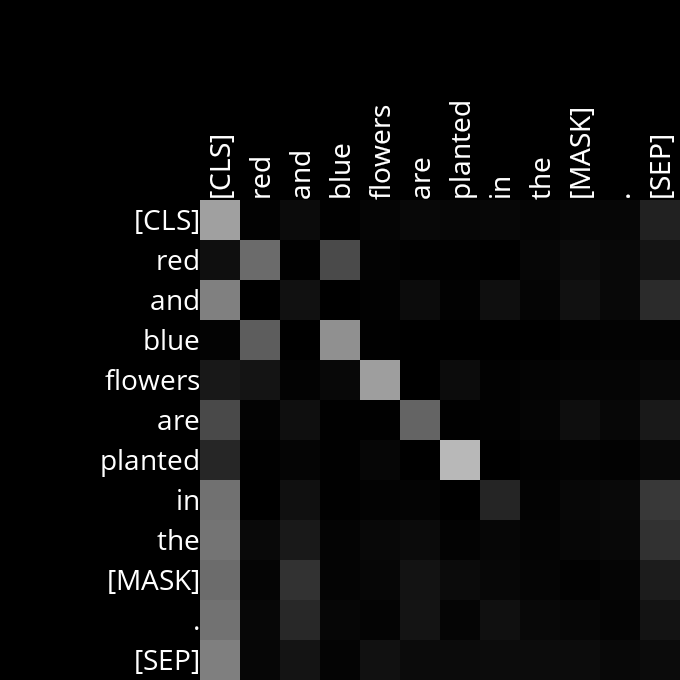 [CLS] red and blue flowers are planted in the [MASK] . [SEP]
[CLS]
red
and
blue
flowers
are
planted
in
the
[MASK]
.
[SEP]